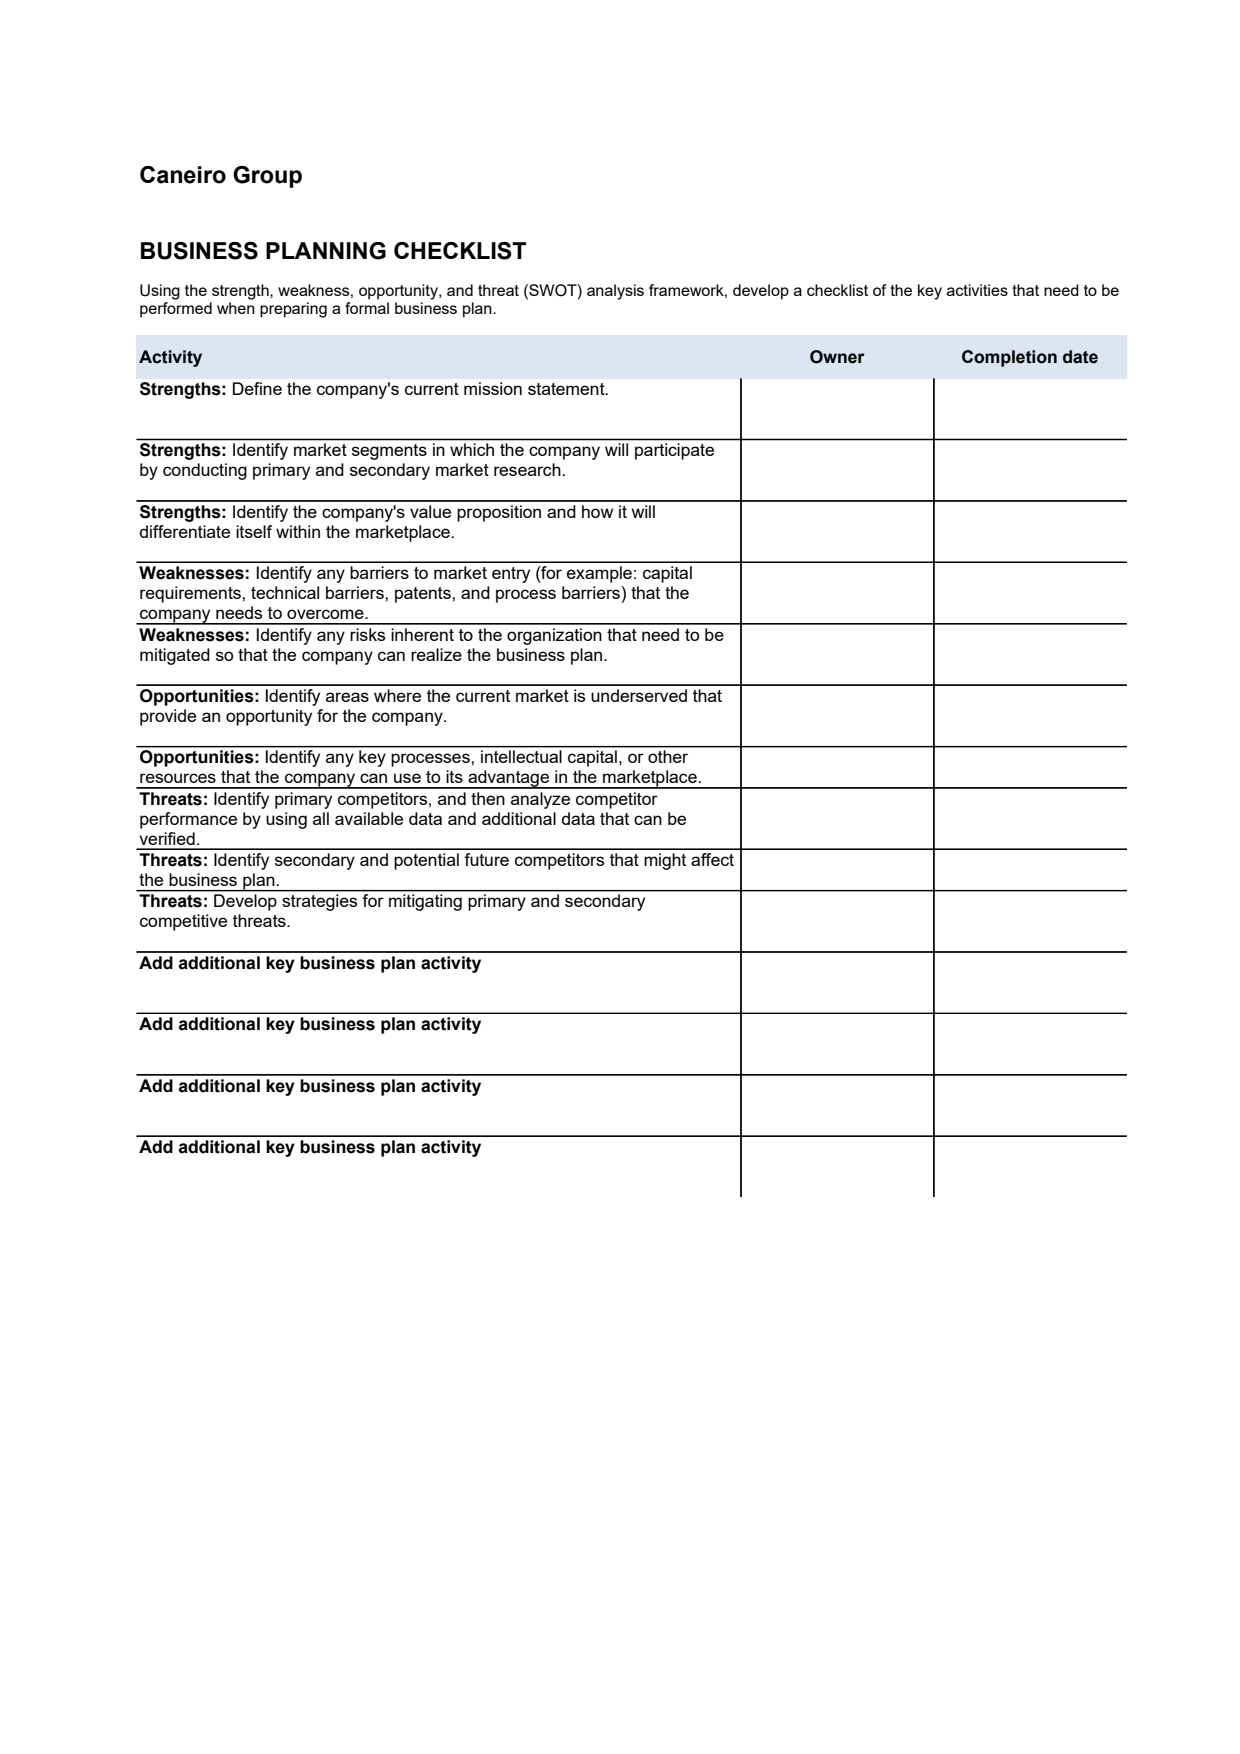 Caneiro Group
BUSINESS PLANNING CHECKLIST
Using the strength, weakness, opportunity, and threat (SWOT) analysis framework, develop a checklist of the key activities that need to be
performed when preparing a formal business plan.
Activity Owner Completion date
Strengths: Define the company's current mission statement.
Strengths: Identify market segments in which the company will participate
by conducting primary and secondary market research.
Strengths: Identify the company's value proposition and how it will
differentiate itself within the marketplace.
Weaknesses: Identify any barriers to market entry (for example: capital
requirements, technical barriers, patents, and process barriers) that the
company needs to overcome.
Weaknesses: Identify any risks inherent to the organization that need to be
mitigated so that the company can realize the business plan.
Opportunities: Identify areas where the current market is underserved that
provide an opportunity for the company.
Opportunities: Identify any key processes, intellectual capital, or other
resources that the company can use to its advantage in the marketplace.
Threats: Identify primary competitors, and then analyze competitor
performance by using all available data and additional data that can be
verified.
Threats: Identify secondary and potential future competitors that might affect
the business plan.
Threats: Develop strategies for mitigating primary and secondary
competitive threats.
Add additional key business plan activity
Add additional key business plan activity
Add additional key business plan activity
Add additional key business plan activity